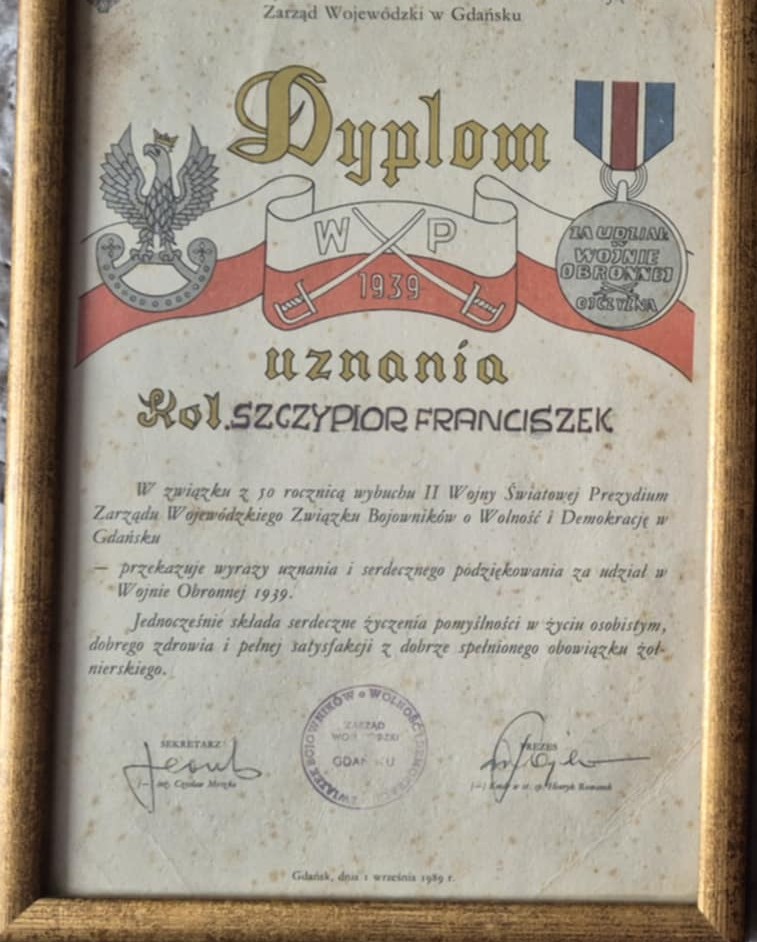 Zarząd Wojewódzki w Gdańsku
Dyplom
W P
1939
ZA UDZIAŁ
W
WOJNIE
OBRONNEJ
OJCZYZNA
uznania
Kol. SZCZYPIOR FRANCISZEK
W związku z 50 rocznicą wybuchu II Wojny Światowej Prezydium
Zarządu Wojewódzkiego Związku Bojowników o Wolność i Demokrację w
Gdańsku
— przekazuje wyrazy uznania i serdecznego podziękowania za udział w
Wojnie Obronnej 1939.
Jednocześnie składa serdeczne życzenia pomyślności w życiu osobistym,
dobrego zdrowia i pełnej satysfakcji z dobrze spełnionego obowiązku żoł-
nierskiego.
SEKRETARZ
(—) Czesław
ZWIĄZEK BOJOWNIKÓW o WOLNOŚĆ i DEMOKRACJĘ
ZARZĄD
PREZES
(—) Henryk
Gdańsk, dnia 1 września 1989 r.